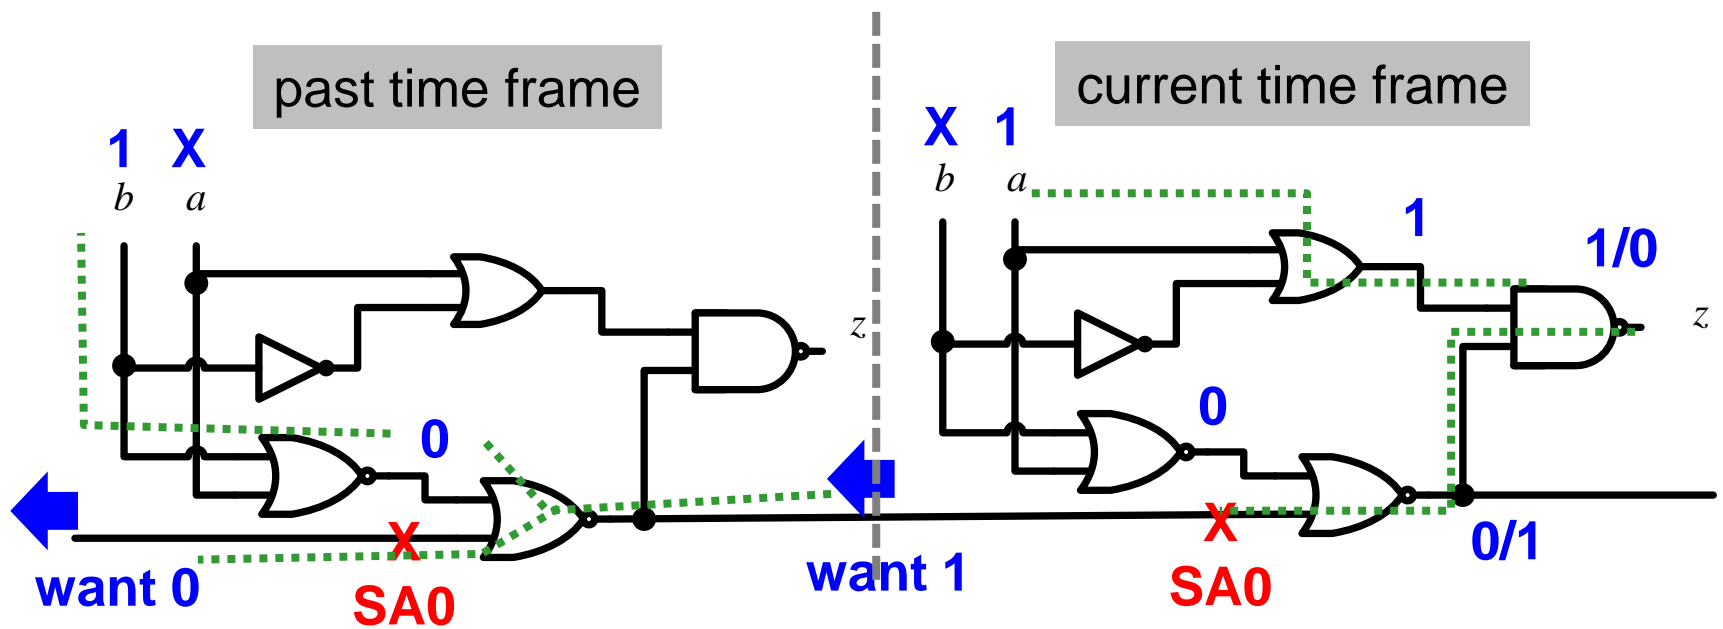 past time frame
current time frame
1 X
b a
X 1
b a
1
1/0
z
z
0
0
want 0
X
SA0
want 1
X
SA0
0/1